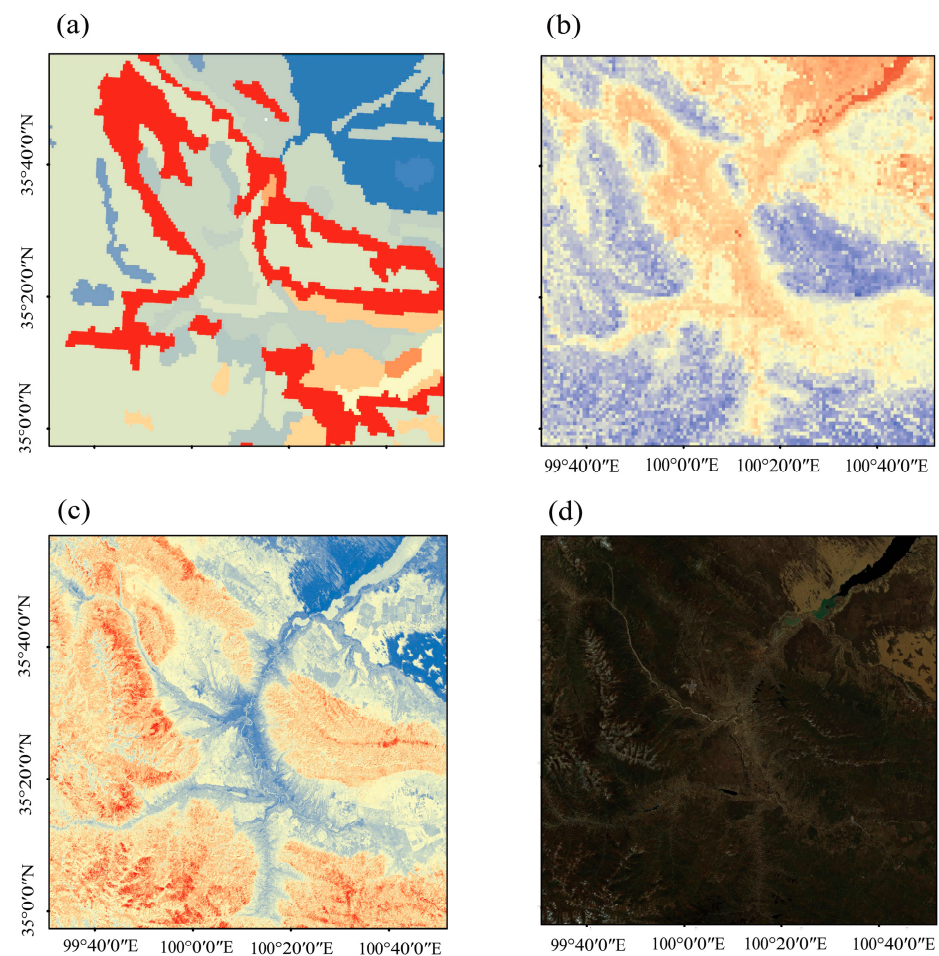 (a)
(b)
35°40′0″N
35°20′0″N
35°0′0″N
99°40′0″E
100°0′0″E
100°20′0″E
100°40′0″E
(c)
(d)
35°40′0″N
35°20′0″N
35°0′0″N
99°40′0″E
100°0′0″E
100°20′0″E
100°40′0″E
99°40′0″E
100°0′0″E
100°20′0″E
100°40′0″E